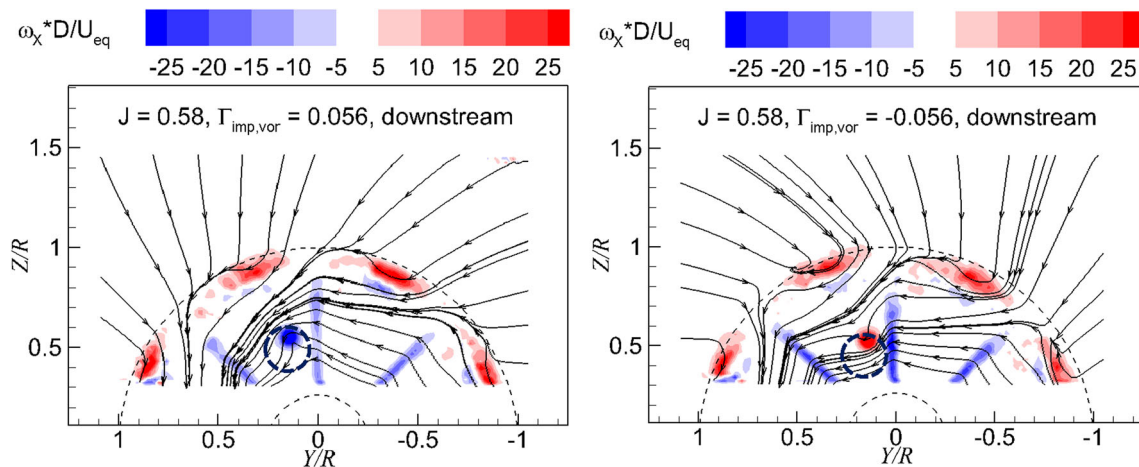 ωX*D/Ueq
-25 -20 -15 -10 -5 5 10 15 20 25
J = 0.58, Γimp,vor = 0.056, downstream
1.5
1
0.5
Z/R
1 0.5 0 -0.5 -1
Y/R
ωX*D/Ueq
-25 -20 -15 -10 -5 5 10 15 20 25
J = 0.58, Γimp,vor = -0.056, downstream
1.5
1
0.5
Z/R
1 0.5 0 -0.5 -1
Y/R